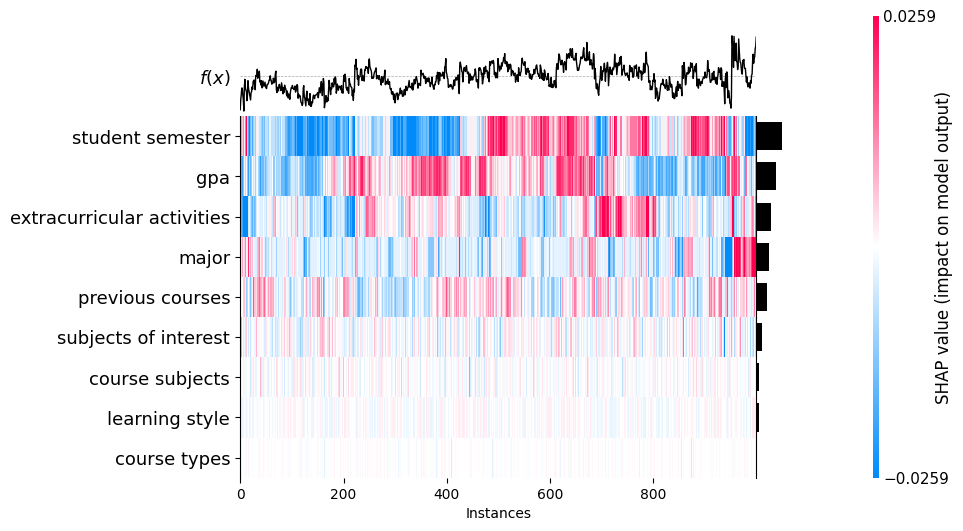 0.0259
f(x)
student semester
gpa
extracurricular activities
major
previous courses
subjects of interest
course subjects
learning style
course types
SHAP value (impact on model output)
−0.0259
0 200 400 600 800
Instances